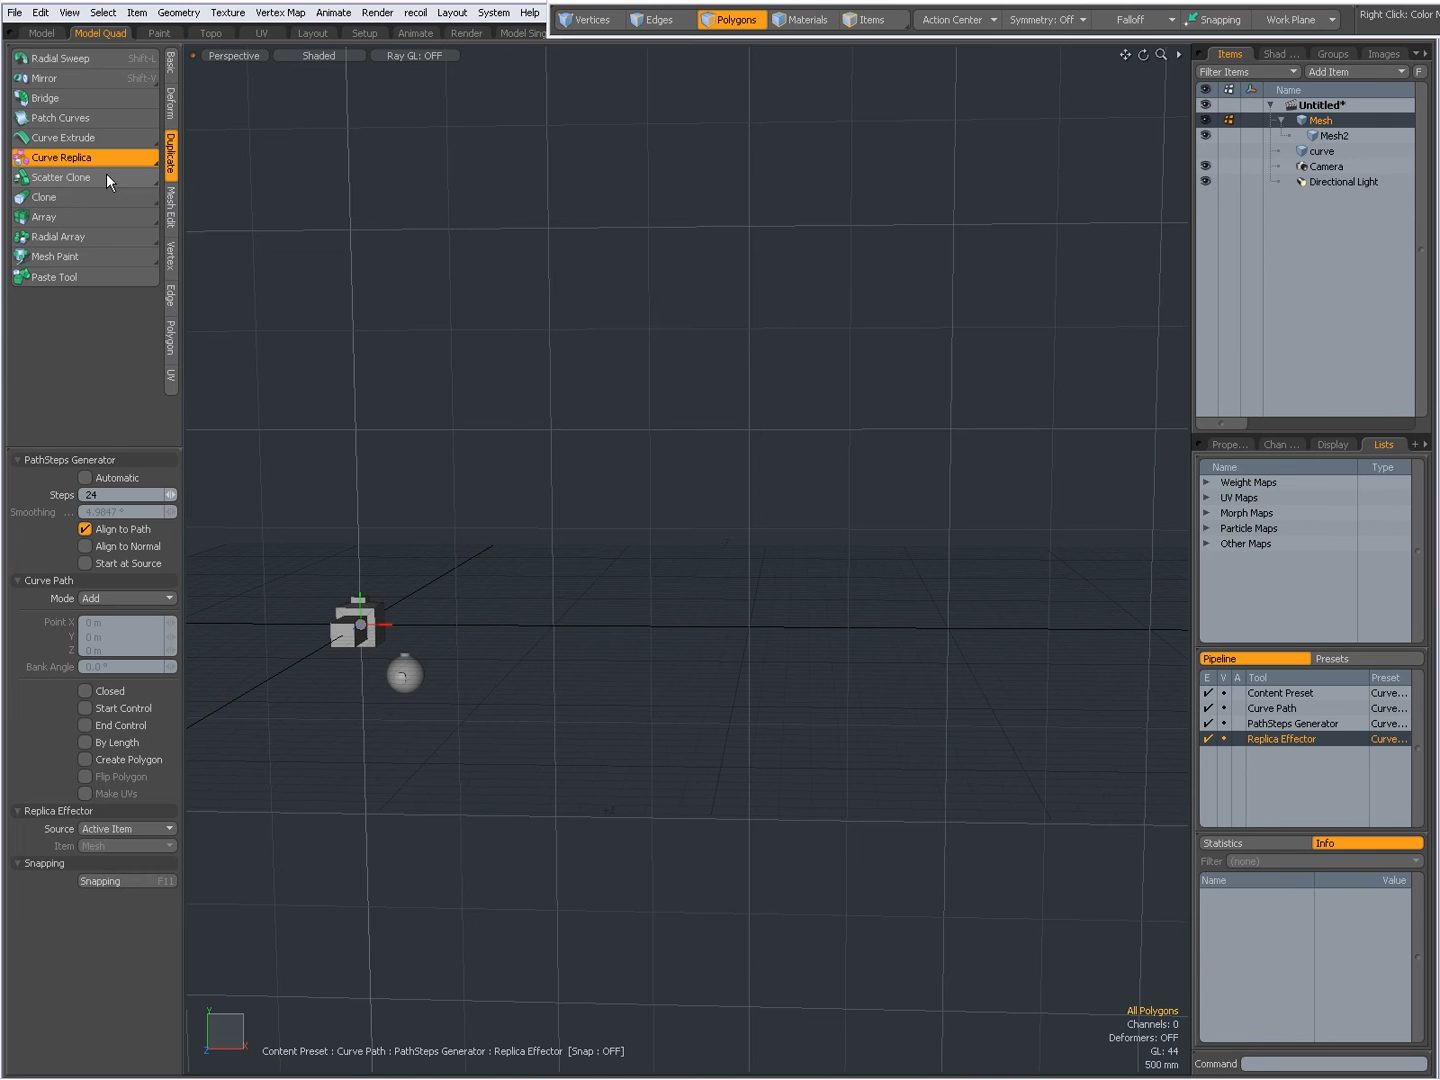 File Edit View Select Item Geometry Texture Vertex Map Animate Render recoil Layout System Help
Vertices Edges Polygons Materials Items Action Center Symmetry: Off Falloff Snapping Work Plane Right Click: Color M
Model Model Quad Paint Topo UV Layout Setup Animate Render Model Sing
Radial Sweep Shift-L
Mirror Shift-V
Bridge
Patch Curves
Curve Extrude
Curve Replica
Scatter Clone
Clone
Array
Radial Array
Mesh Paint
Paste Tool
Basic
Deform
Duplicate
Mesh Edit
Vertex
Edge
Polygon
UV
PathSteps Generator
Automatic
Steps 24
Smoothing ... 4.9847 °
Align to Path
Align to Normal
Start at Source
Curve Path
Mode Add
Point X 0 m
Y 0 m
Z 0 m
Bank Angle 0.0 °
Closed
Start Control
End Control
By Length
Create Polygon
Flip Polygon
Make UVs
Replica Effector
Source Active Item
Item Mesh
Snapping
Snapping F11
Perspective Shaded Ray GL: OFF
Y
X
Z
Content Preset : Curve Path : PathSteps Generator : Replica Effector [Snap : OFF]
All Polygons
Channels: 0
Deformers: OFF
GL: 44
500 mm
Items Shad ... Groups Images
Filter Items Add Item F
Name
Untitled*
Mesh
Mesh2
curve
Camera
Directional Light
Prope... Chan ... Display Lists
Name Type
Weight Maps
UV Maps
Morph Maps
Particle Maps
Other Maps
Pipeline Presets
E V A Tool Preset
Content Preset Curve...
Curve Path Curve...
PathSteps Generator Curve...
Replica Effector Curve...
Statistics Info
Filter (none)
Name Value
Command